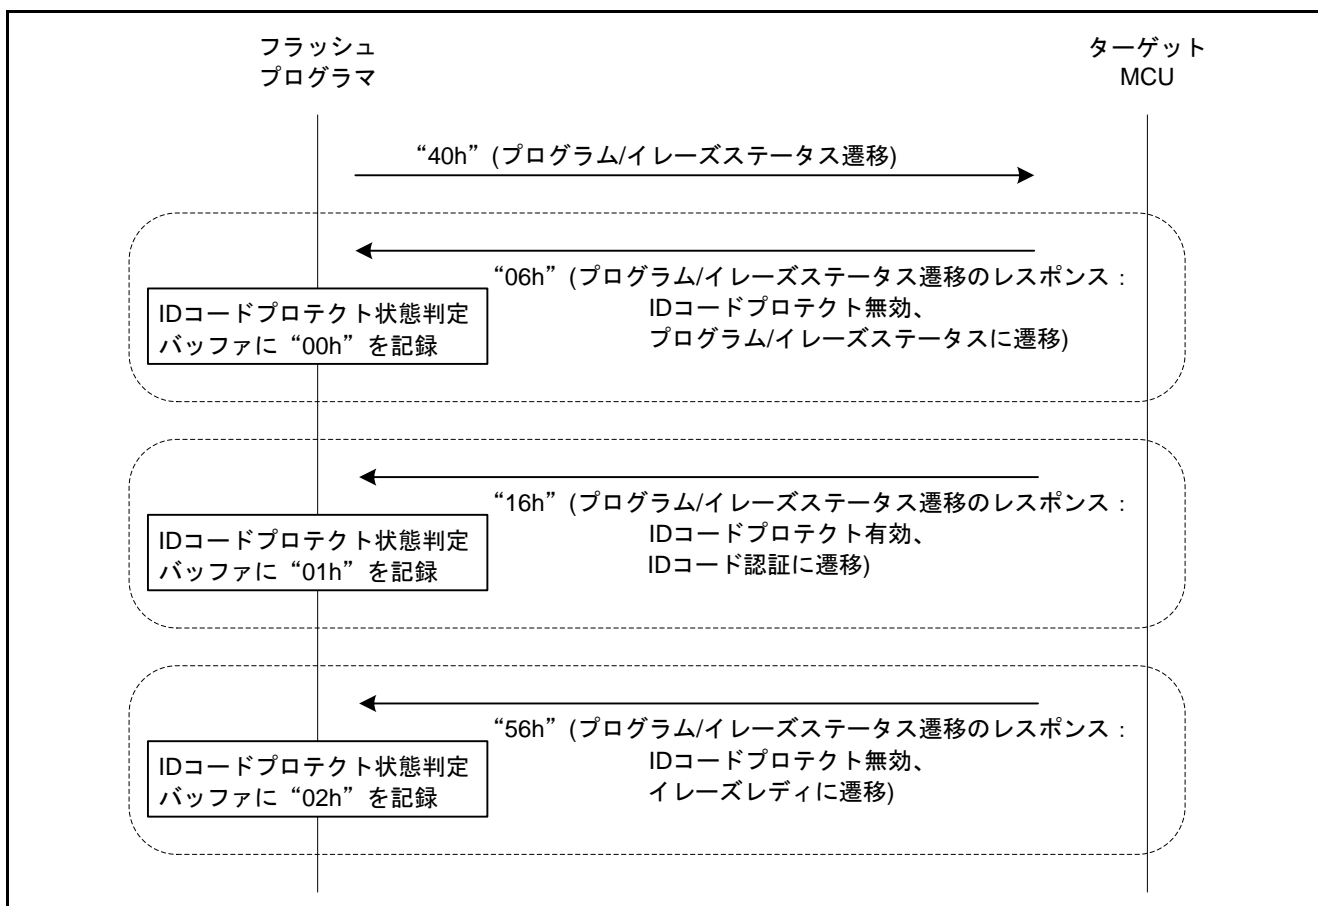 フラッシュ
プログラマ
ターゲット
MCU
“40h” (プログラム/イレーズステータス遷移)
“06h” (プログラム/イレーズステータス遷移のレスポンス：
IDコードプロテクト無効、
プログラム/イレーズステータスに遷移)
IDコードプロテクト状態判定
バッファに “00h” を記録
“16h” (プログラム/イレーズステータス遷移のレスポンス：
IDコードプロテクト有効、
IDコード認証に遷移)
IDコードプロテクト状態判定
バッファに “01h” を記録
“56h” (プログラム/イレーズステータス遷移のレスポンス：
IDコードプロテクト無効、
イレーズレディに遷移)
IDコードプロテクト状態判定
バッファに “02h” を記録